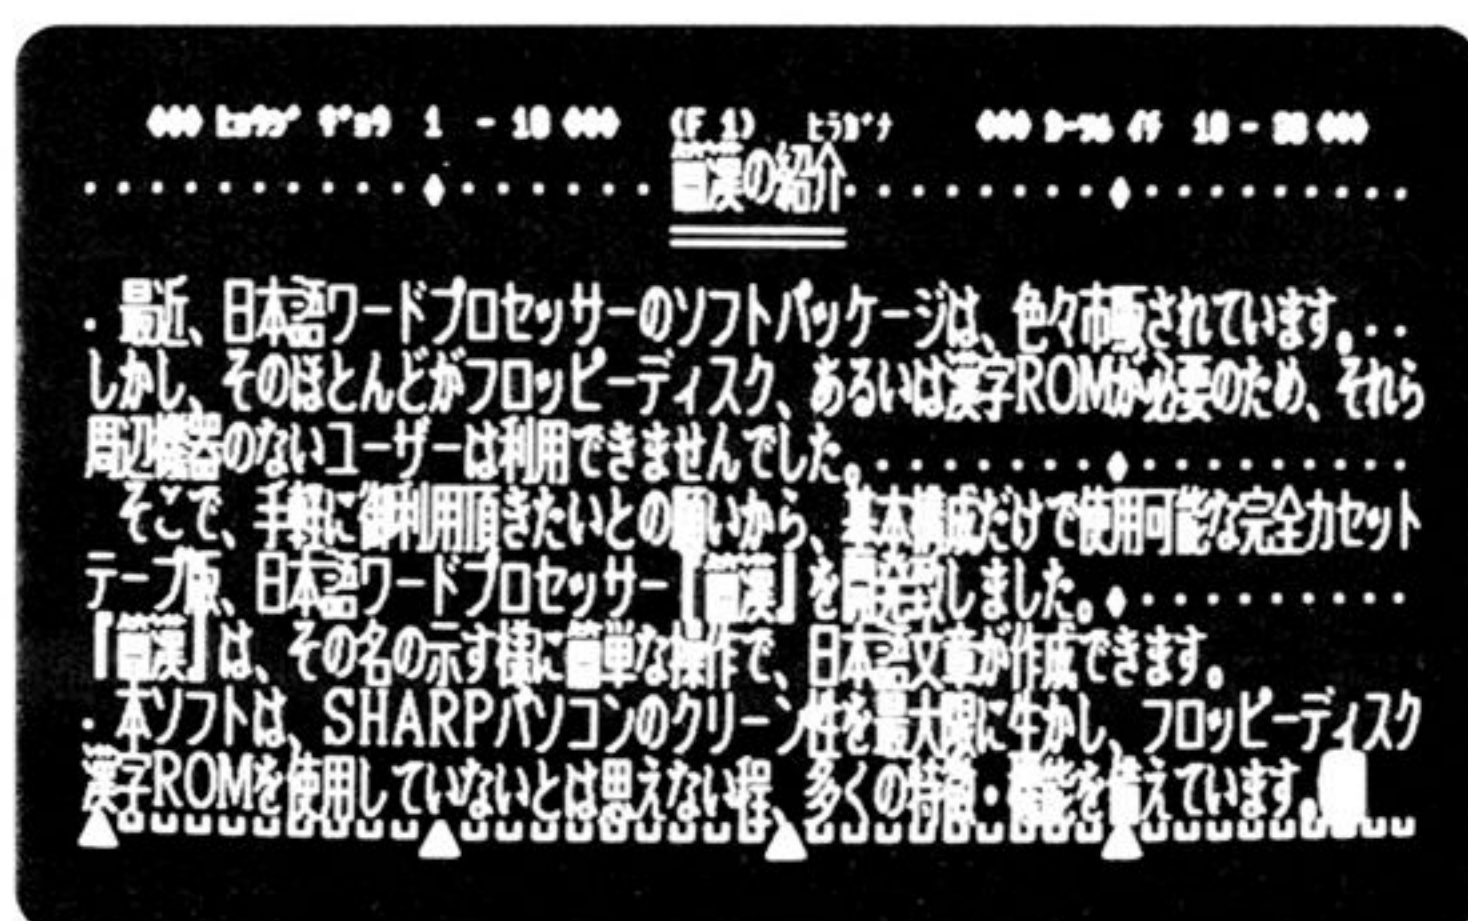 ヒョウジ ギョウ 1 - 10 (F 1) ヒラガナ カーソル イチ 10 - 38
簡漢の紹介
最近、日本語ワードプロセッサーのソフトパッケージは、色々市販されています。
しかし、そのほとんどがフロッピーディスク、あるいは漢字ROMが必要のため、それら
周辺機器のないユーザーは利用できませんでした。
そこで、手軽に御利用頂きたいとの願いから、基本構成だけで使用可能な完全カセット
テープ版、日本語ワードプロセッサー『簡漢』を開発致しました。
『簡漢』は、その名の示す様に簡単な操作で、日本語文章が作成できます。
本ソフトは、SHARPパソコンのクリーン性を最大限に生かし、フロッピーディスク
漢字ROMを使用していないとは思えない程、多くの特徴・機能を備えています。